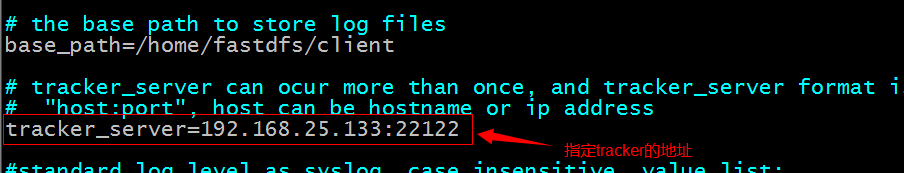 # the base path to store log files
base_path=/home/fastdfs/client
# tracker_server can ocur more than once, and tracker_server format i
#  "host:port", host can be hostname or ip address
tracker_server=192.168.25.133:22122
指定tracker的地址
#standard log level as syslog, case insensitive, value list: